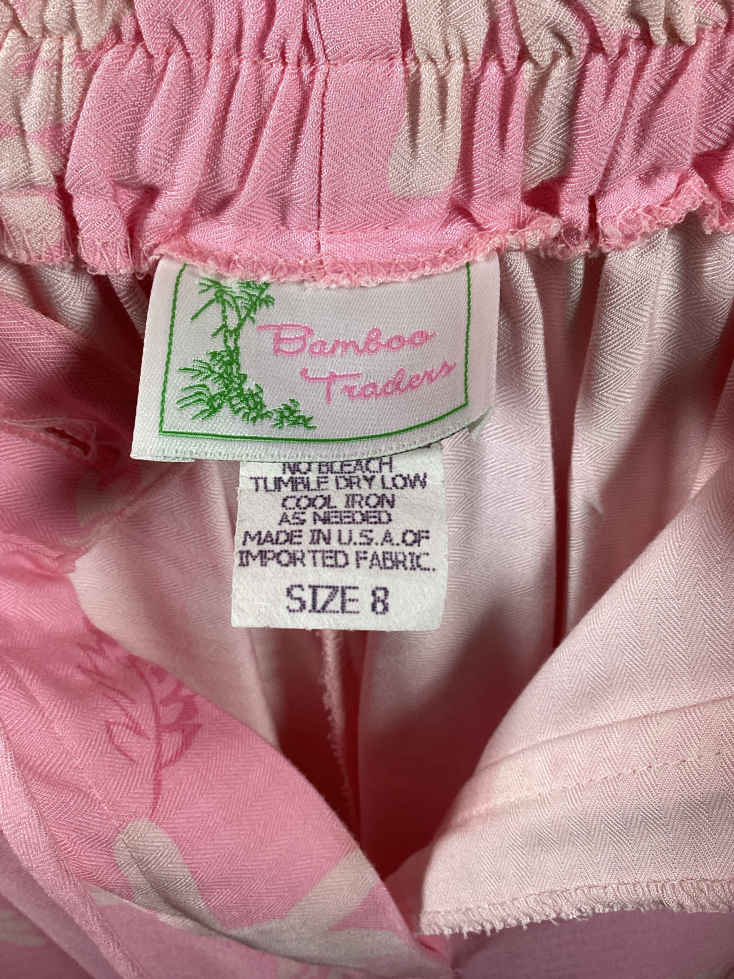 Bamboo
Traders
NO BLEACH
TUMBLE DRY LOW
COOL IRON
AS NEEDED
MADE IN U.S.A.OF
IMPORTED FABRIC.
SIZE 8